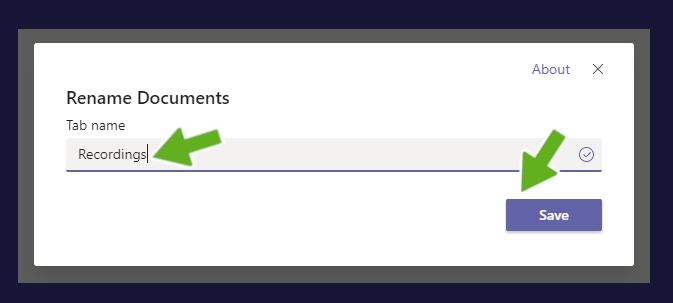 About
Rename Documents
Tab name
Recordings
Save